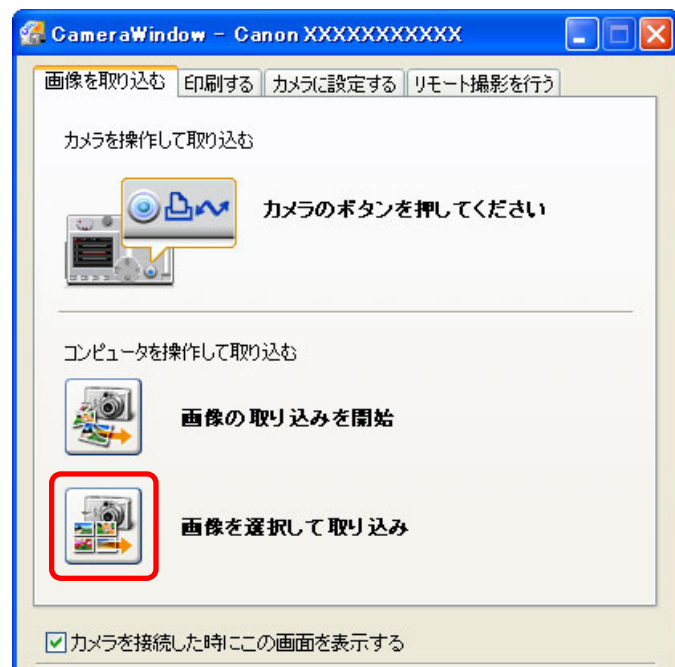 CameraWindow - Canon XXXXXXXXXXX
画像を取り込む 印刷する カメラに設定する リモート撮影を行う
カメラを操作して取り込む
カメラのボタンを押してください
コンピュータを操作して取り込む
画像の取り込みを開始
画像を選択して取り込み
カメラを接続した時にこの画面を表示する